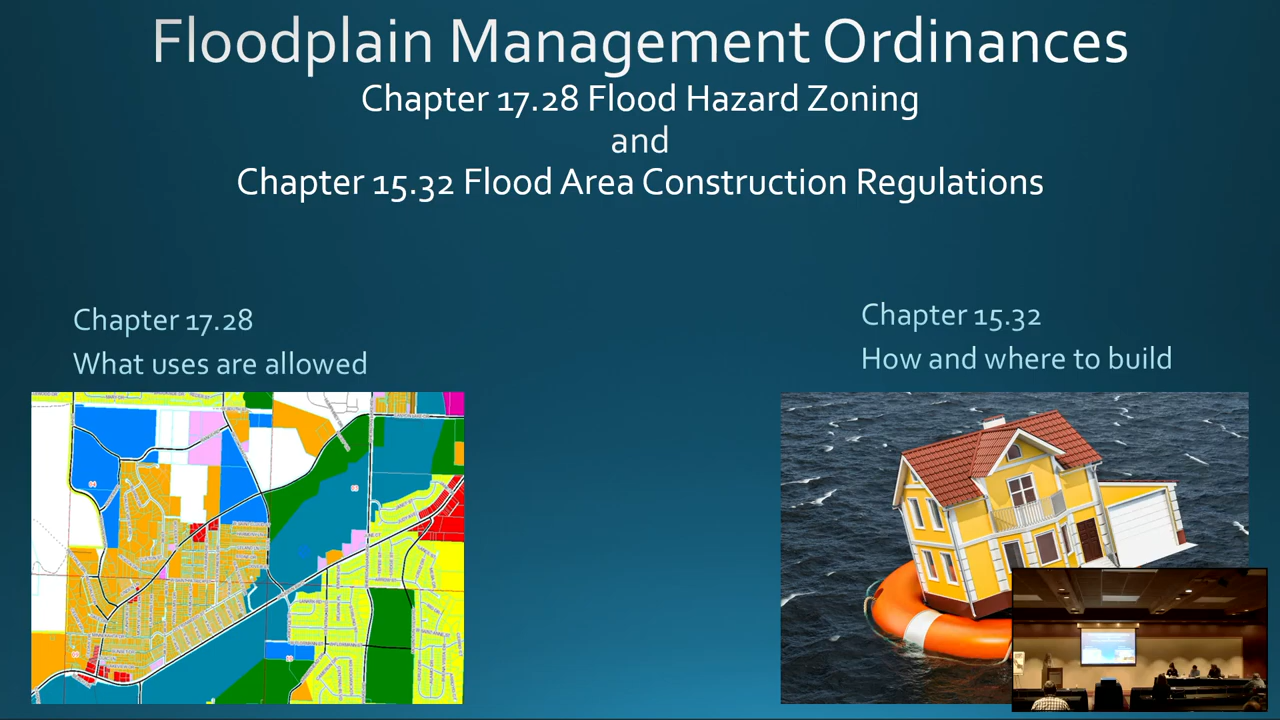 Floodplain Management Ordinances
Chapter 17.28 Flood Hazard Zoning
and
Chapter 15.32 Flood Area Construction Regulations
Chapter 17.28
What uses are allowed
Chapter 15.32
How and where to build